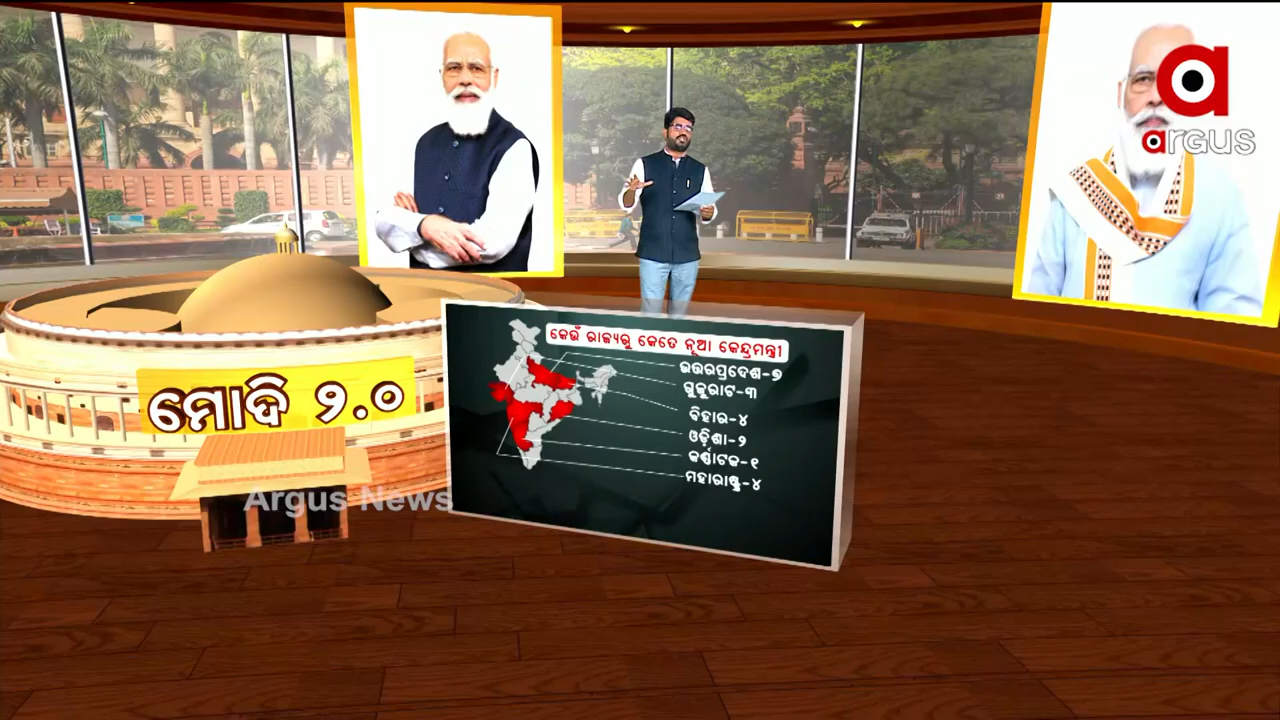 argus
କେଉଁ ରାଜ୍ୟରୁ କେତେ ନୂଆ କେନ୍ଦ୍ରମନ୍ତ୍ରୀ
ଉତ୍ତରପ୍ରଦେଶ-୭
ଗୁଜୁରାଟ-୩
ବିହାର-୪
ଓଡ଼ିଶା-୨
କର୍ଣ୍ଣାଟକ-୧
ମହାରାଷ୍ଟ୍ର-୪
ମୋଦି ୨.୦
Argus News